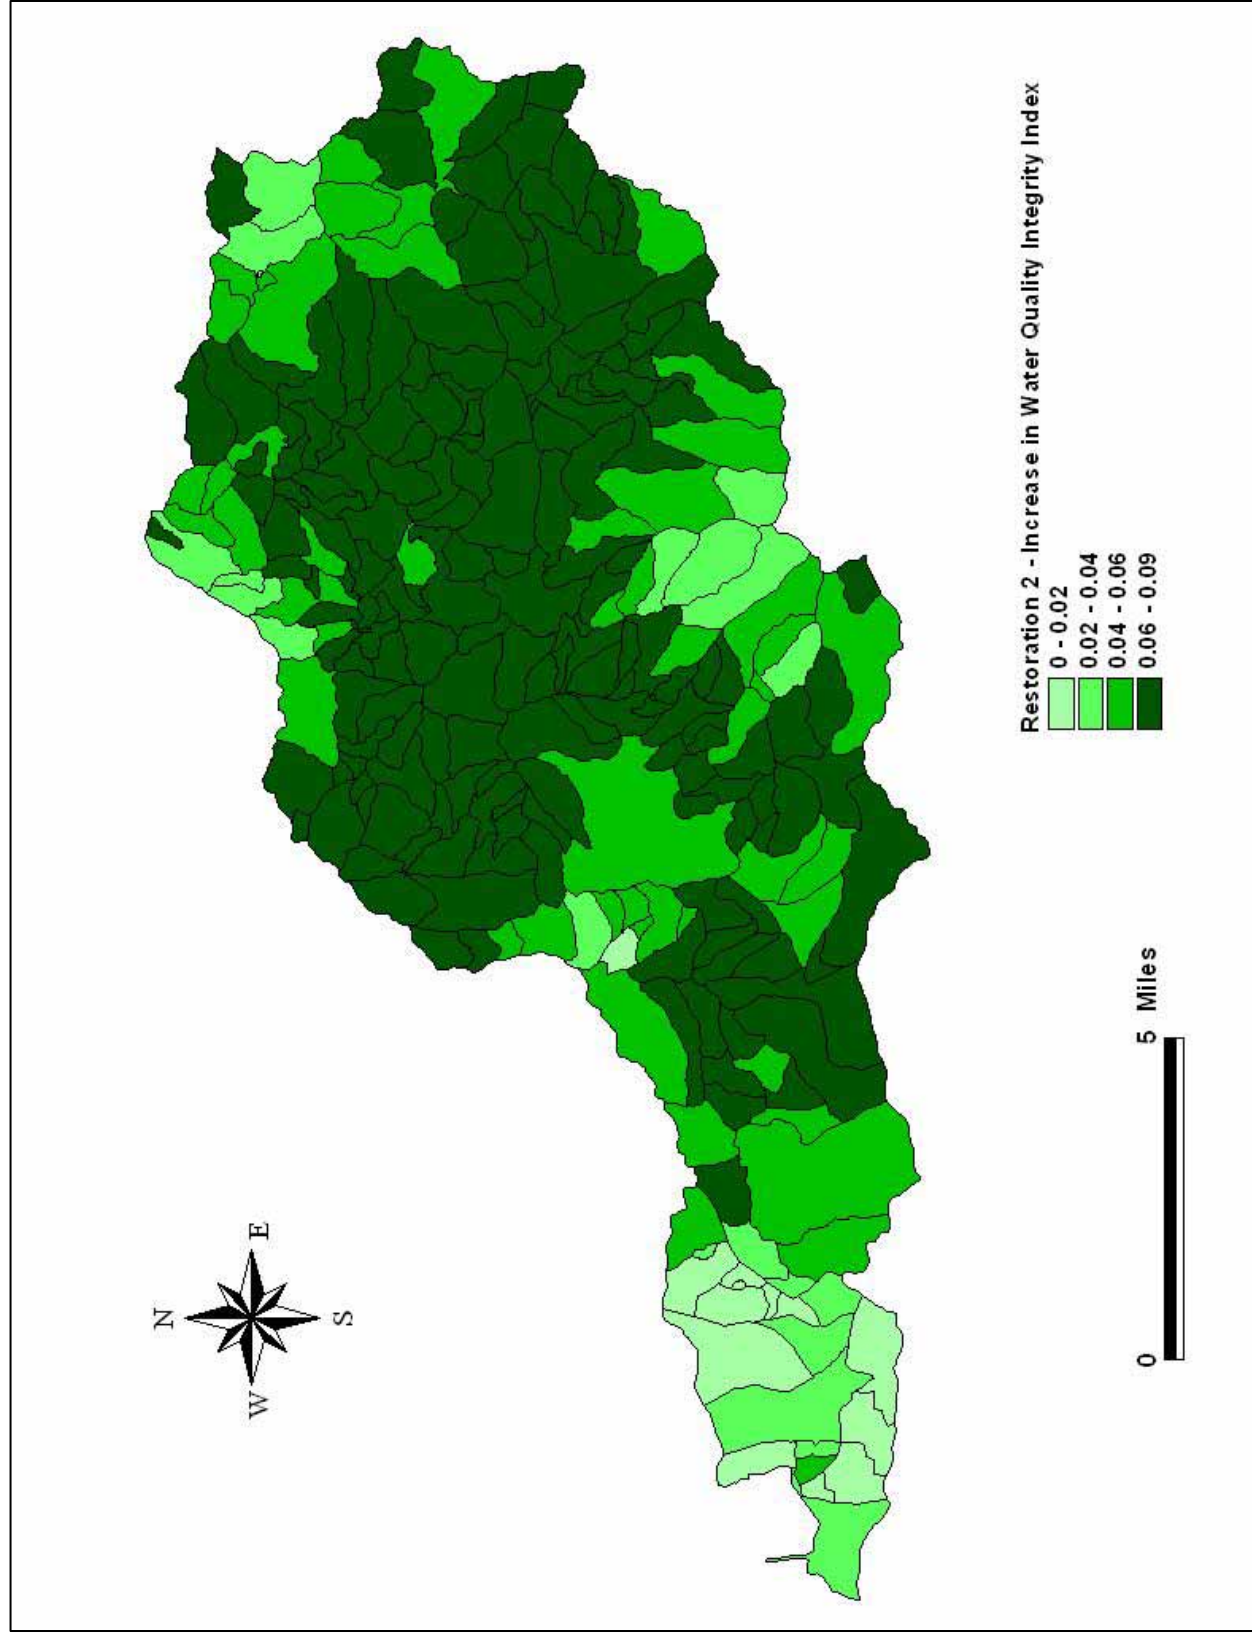 N
W E
S
Restoration 2 - Increase in Water Quality Integrity Index
0 - 0.02
0.02 - 0.04
0.04 - 0.06
0.06 - 0.09
0 5 Miles